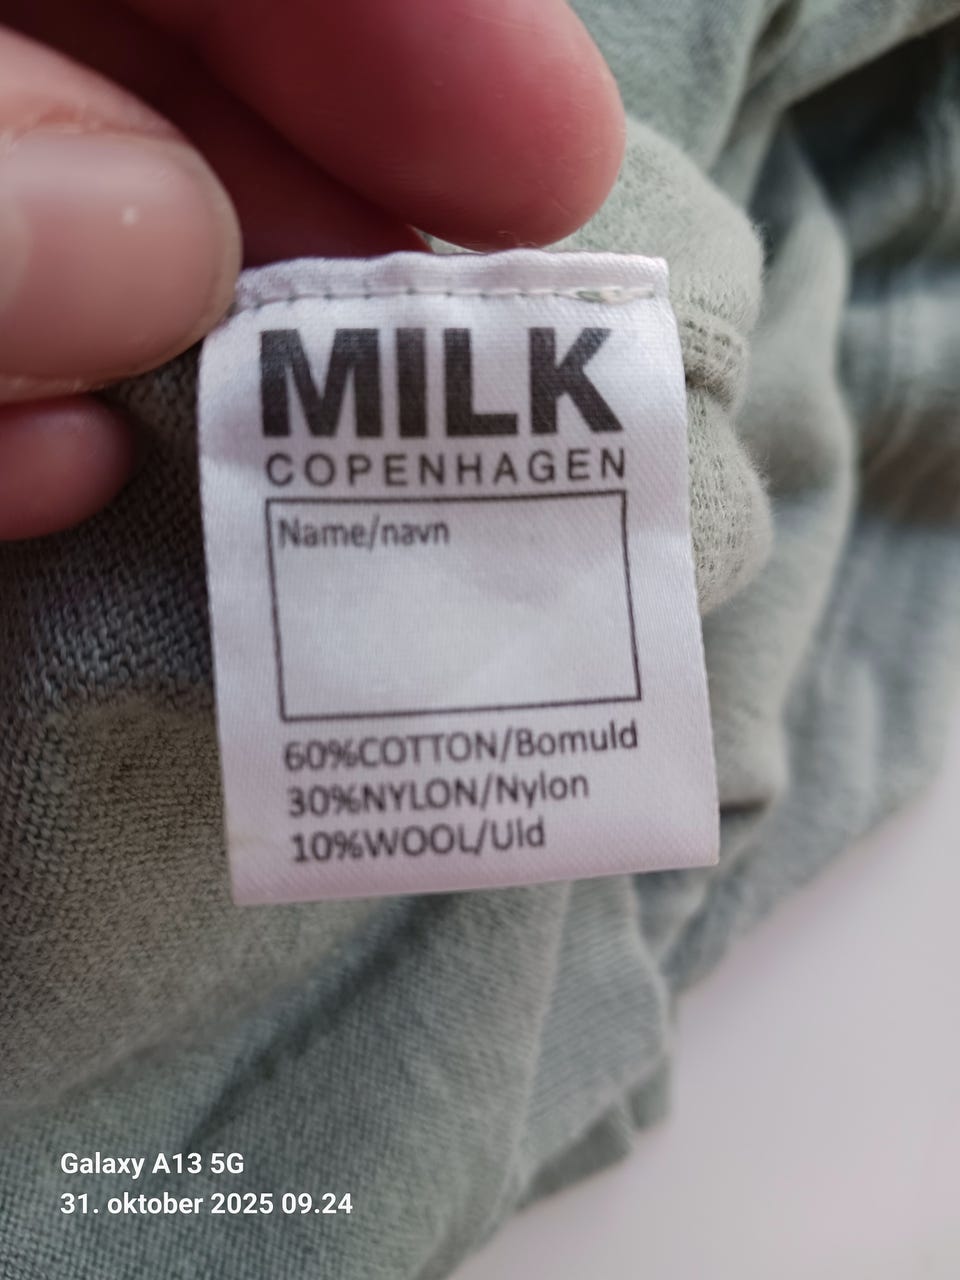 MILK
COPENHAGEN
Name/navn
60%COTTON/Bomuld
30%NYLON/Nylon
10%WOOL/Uld
Galaxy A13 5G
31. oktober 2025 09.24